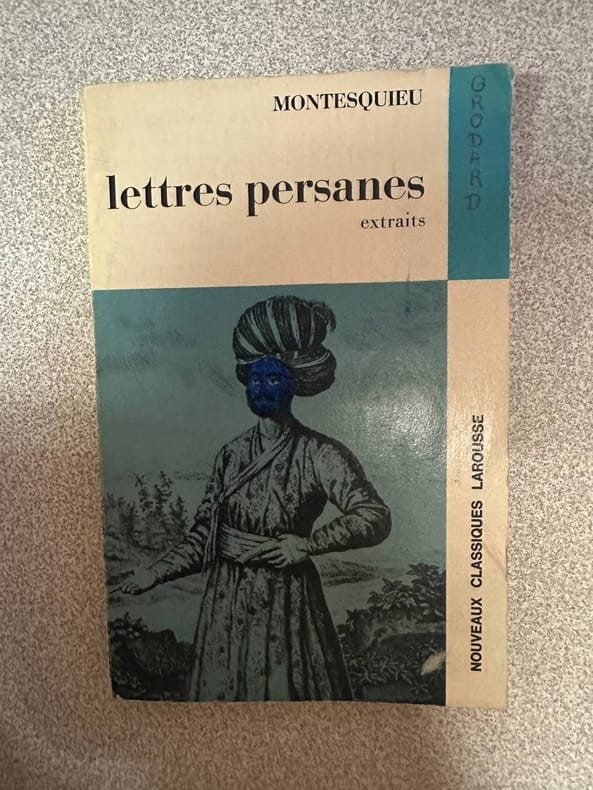 MONTESQUIEU
lettres persanes
extraits
GRODARD
NOUVEAUX CLASSIQUES LAROUSSE